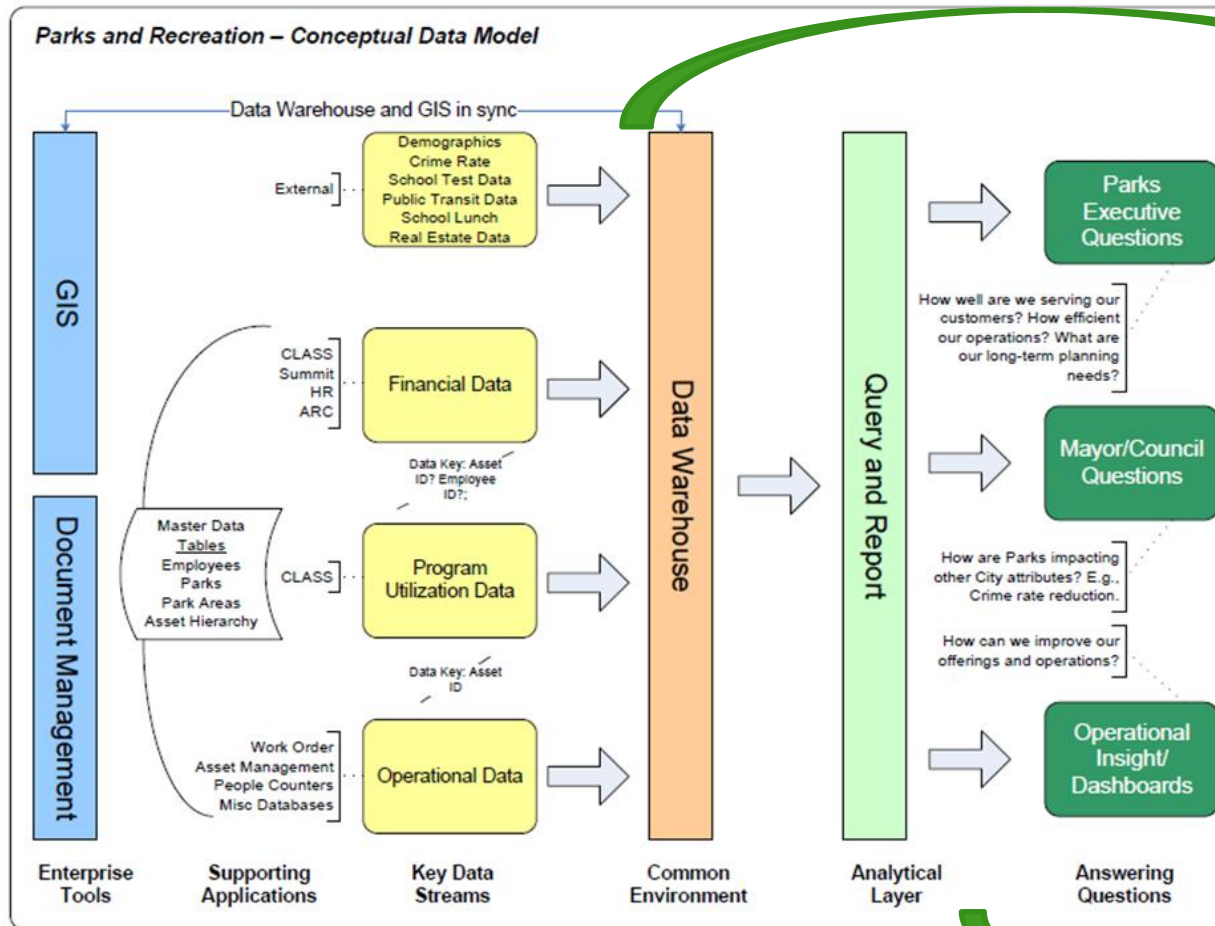 Parks and Recreation – Conceptual Data Model
Data Warehouse and GIS in sync
GIS
Document Management
External
Demographics
Crime Rate
School Test Data
Public Transit Data
School Lunch
Real Estate Data
CLASS
Summit
HR
ARC
Financial Data
Data Key: Asset
ID? Employee
ID?;
Master Data
Tables
Employees
Parks
Park Areas
Asset Hierarchy
CLASS
Program
Utilization Data
Data Key: Asset
ID
Work Order
Asset Management
People Counters
Misc Databases
Operational Data
Data Warehouse
Query and Report
Parks
Executive
Questions
How well are we serving our
customers? How efficient
our operations? What are
our long-term planning
needs?
Mayor/Council
Questions
How are Parks impacting
other City attributes? E.g.,
Crime rate reduction.
How can we improve our
offerings and operations?
Operational
Insight/
Dashboards
Enterprise
Tools
Supporting
Applications
Key Data
Streams
Common
Environment
Analytical
Layer
Answering
Questions